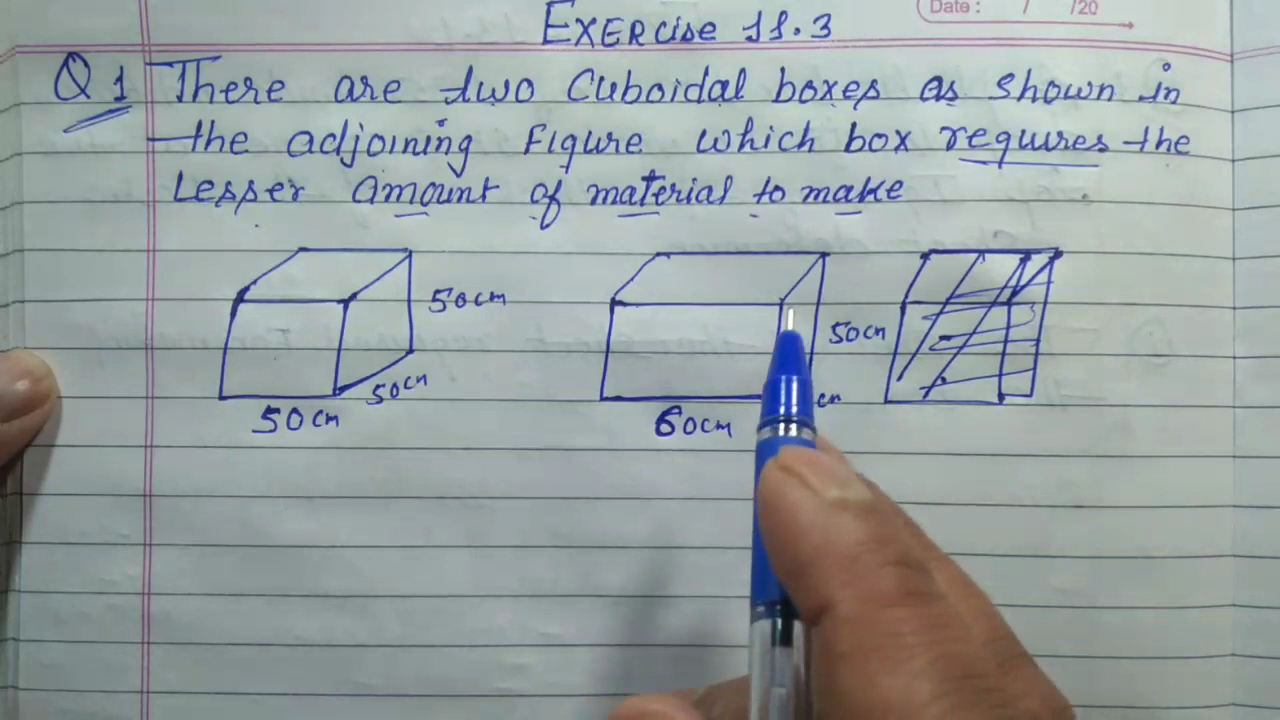 Date : / /20
EXERCise 11.3
Q1 There are two Cuboidal boxes as shown in
the adjoining Figure which box requires the
Lesser amount of material to make
50cm
50cm
50cm
50cm
cm
60cm